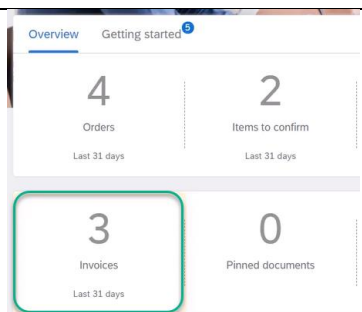 Overview Getting started 5
4 2
Orders Items to confirm
Last 31 days Last 31 days
3 0
Invoices Pinned documents
Last 31 days